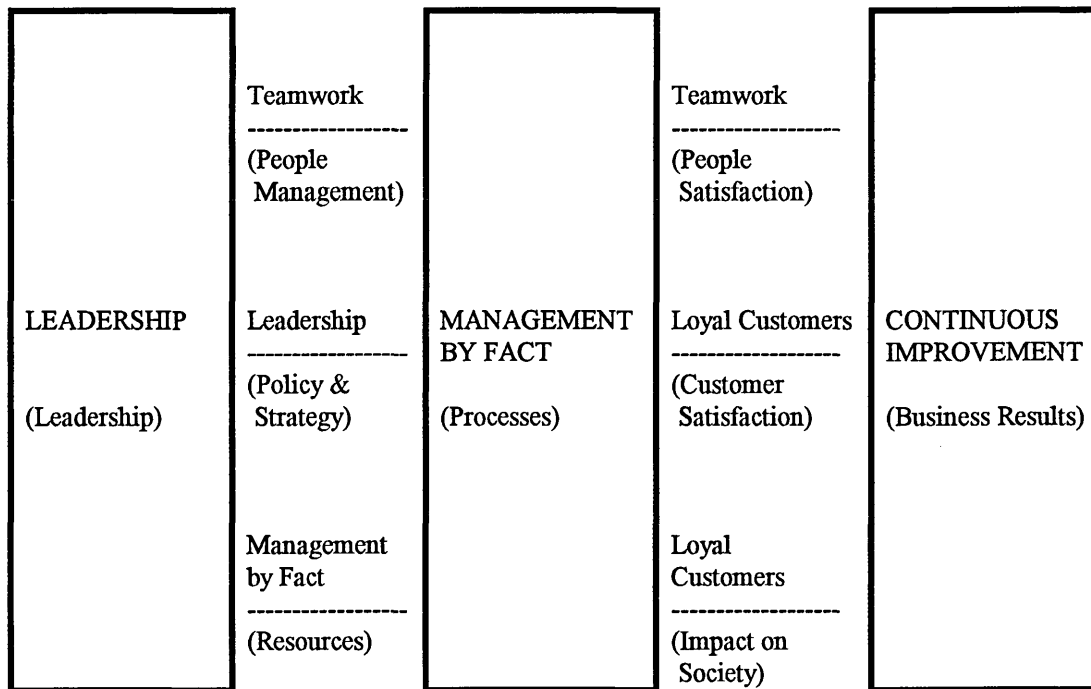 Teamwork
(People
Management)
Teamwork
(People
Satisfaction)
LEADERSHIP
(Leadership)
Leadership
(Policy &
Strategy)
MANAGEMENT
BY FACT
(Processes)
Loyal Customers
(Customer
Satisfaction)
CONTINUOUS
IMPROVEMENT
(Business Results)
Management
by Fact
(Resources)
Loyal
Customers
(Impact on
Society)